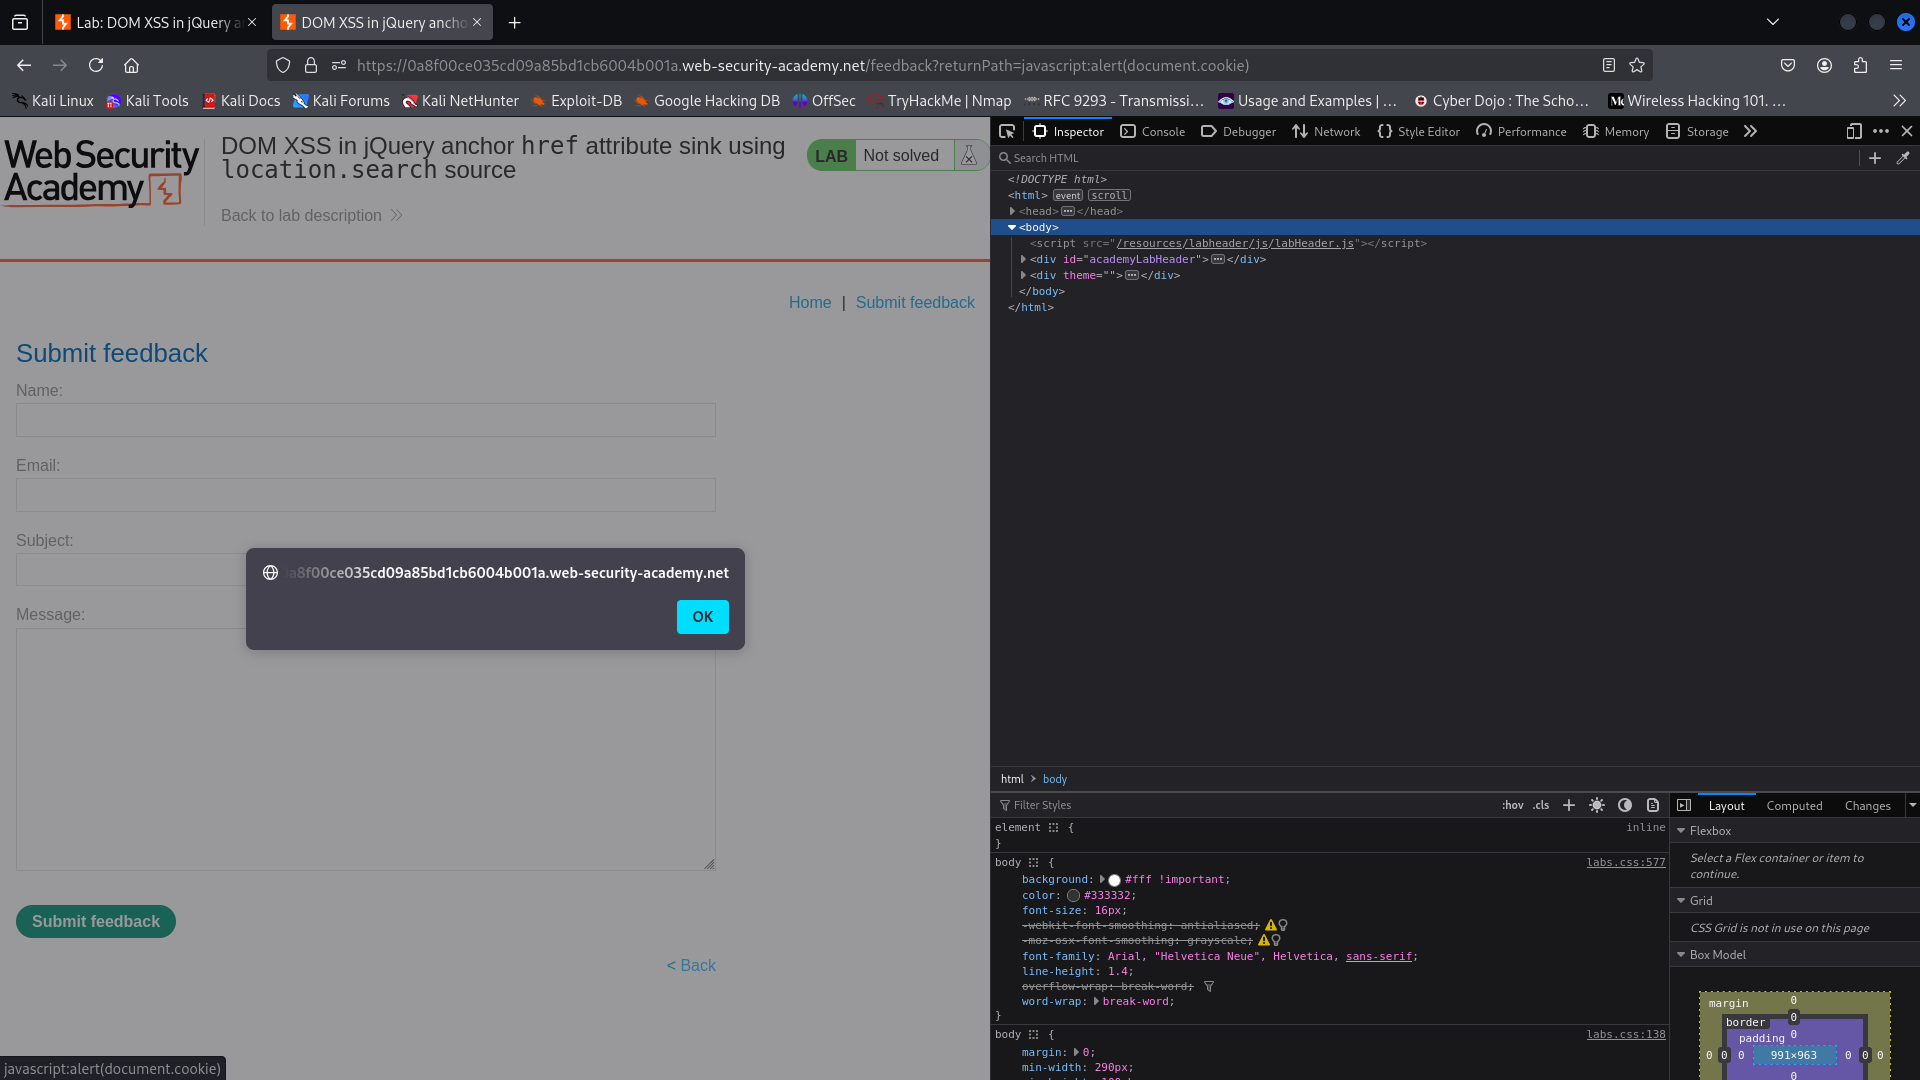 Lab: DOM XSS in jQuery a
DOM XSS in jQuery ancho
https://0a8f00ce035cd09a85bd1cb6004b001a.web-security-academy.net/feedback?returnPath=javascript:alert(document.cookie)
Kali Linux Kali Tools Kali Docs Kali Forums Kali NetHunter Exploit-DB Google Hacking DB OffSec TryHackMe | Nmap RFC 9293 - Transmissi… Usage and Examples | … Cyber Dojo : The Scho… Wireless Hacking 101. …
Web Security
Academy
DOM XSS in jQuery anchor href attribute sink using
location.search source
Back to lab description
LAB Not solved
Home | Submit feedback
Submit feedback
Name:
Email:
Subject:
Message:
a8f00ce035cd09a85bd1cb6004b001a.web-security-academy.net
OK
Submit feedback
< Back
javascript:alert(document.cookie)
Inspector Console Debugger Network Style Editor Performance Memory Storage
Search HTML
<!DOCTYPE html>
<html> event scroll
<head></head>
<body>
<script src="/resources/labheader/js/labHeader.js"></script>
<div id="academyLabHeader"></div>
<div theme=""></div>
</body>
</html>
html > body
Filter Styles :hov .cls +
element { inline
}
body { labs.css:577
background: #fff !important;
color: #333332;
font-size: 16px;
-webkit-font-smoothing: antialiased;
-moz-osx-font-smoothing: grayscale;
font-family: Arial, "Helvetica Neue", Helvetica, sans-serif;
line-height: 1.4;
overflow-wrap: break-word;
word-wrap: break-word;
}
body { labs.css:138
margin: 0;
min-width: 290px;
Layout Computed Changes
Flexbox
Select a Flex container or item to
continue.
Grid
CSS Grid is not in use on this page
Box Model
margin 0
border 0
padding 0
0 0 0 991×963 0 0 0
0